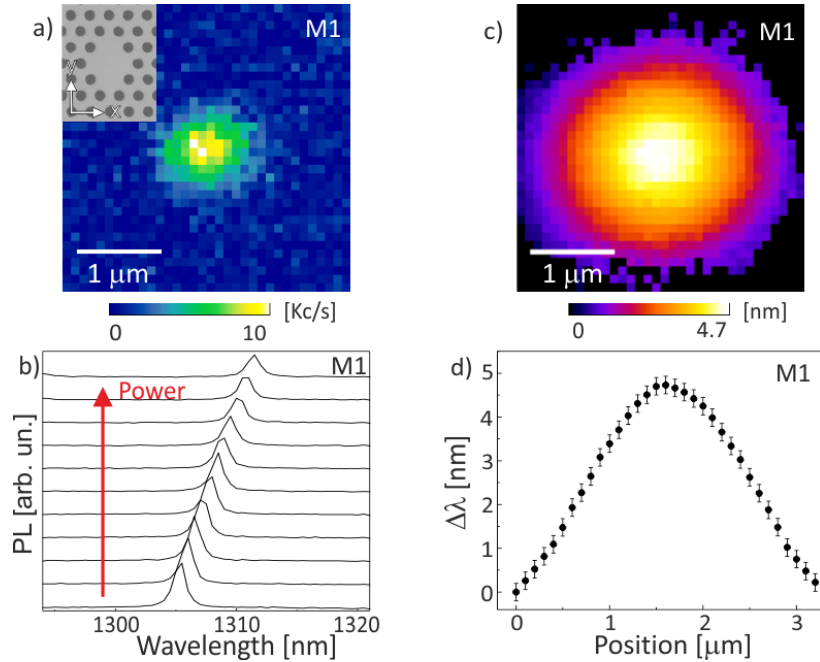 a)
M1
y
x
1 μm
[Kc/s]
0
10
c)
M1
1 μm
[nm]
0
4.7
b)
M1
Power
PL [arb. un.]
1300
1310
1320
Wavelength [nm]
d)
M1
5
4
3
2
1
0
Δλ [nm]
0
1
2
3
Position [μm]